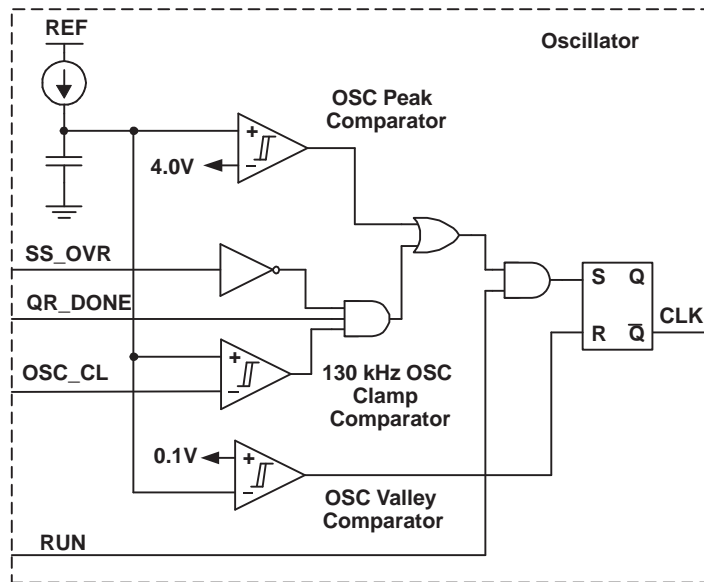 REF
Oscillator
OSC Peak
Comparator
+
4.0V
−
SS_OVR
QR_DONE
S Q
CLK
R Q̅
+
OSC_CL
−
130 kHz OSC
Clamp
Comparator
0.1V
+
−
OSC Valley
Comparator
RUN